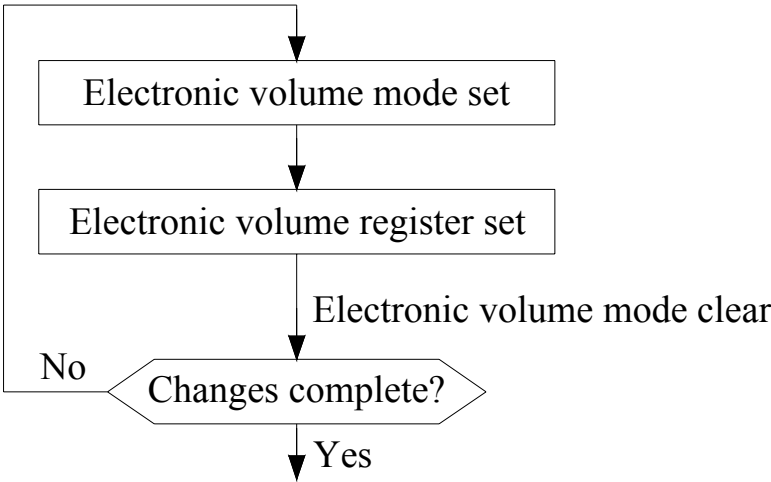 Electronic volume mode set
Electronic volume register set
Electronic volume mode clear
No
Changes complete?
Yes